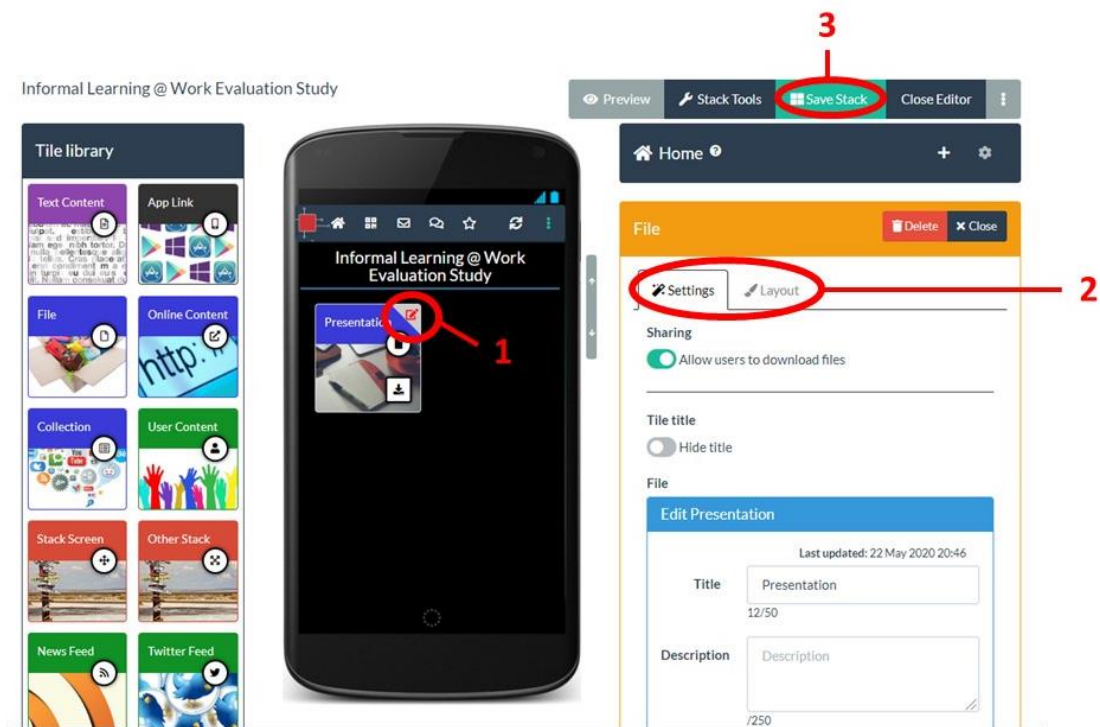 3
Informal Learning @ Work Evaluation Study
Preview
Stack Tools
Save Stack
Close Editor
Tile library
Home
Text Content
App Link
File
Delete
Close
Informal Learning @ Work
Evaluation Study
Settings
Layout
2
File
Online Content
http:
Presentation
1
Sharing
Allow users to download files
Collection
User Content
You
Tube
Tile title
Hide title
File
Edit Presentation
Last updated: 22 May 2020 20:46
Stack Screen
Other Stack
Title
Presentation
12/50
News Feed
Twitter Feed
Description
Description
/250